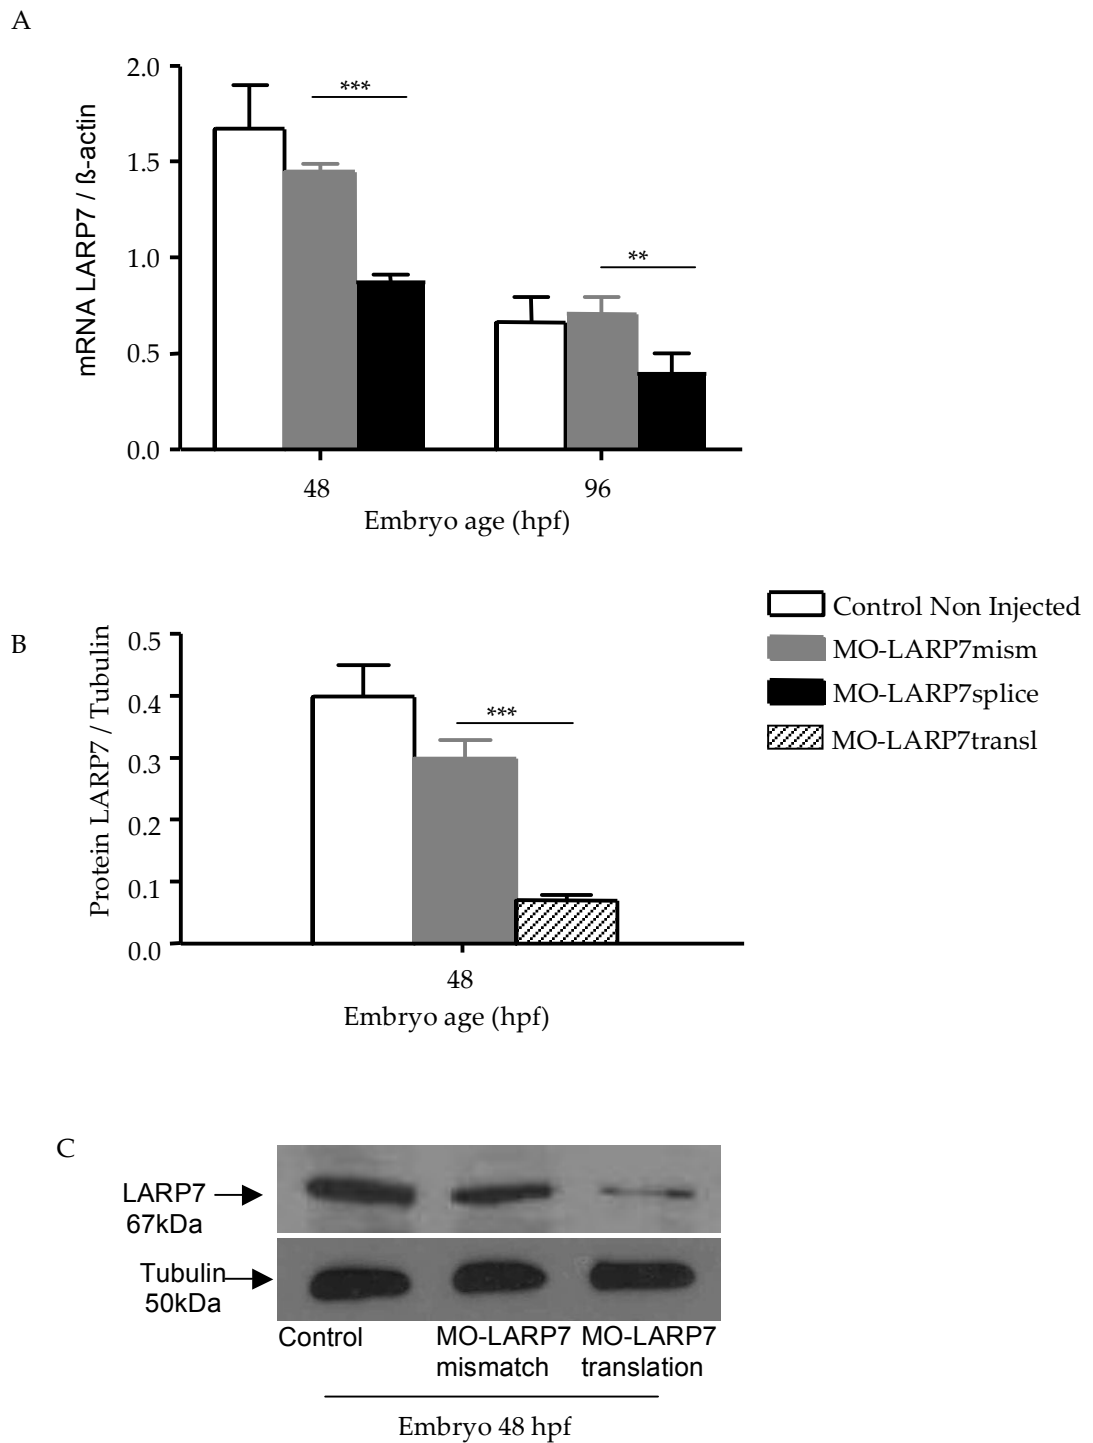 A
2.0
1.5
1.0
0.5
0.0
mRNA LARP7 / ß-actin
***
**
48
96
Embryo age (hpf)
Control Non Injected
MO-LARP7mism
MO-LARP7splice
MO-LARP7transl
B
0.5
0.4
0.3
0.2
0.1
0.0
Protein LARP7 / Tubulin
***
48
Embryo age (hpf)
C
LARP7
67kDa
Tubulin
50kDa
Control
MO-LARP7
mismatch
MO-LARP7
translation
Embryo 48 hpf